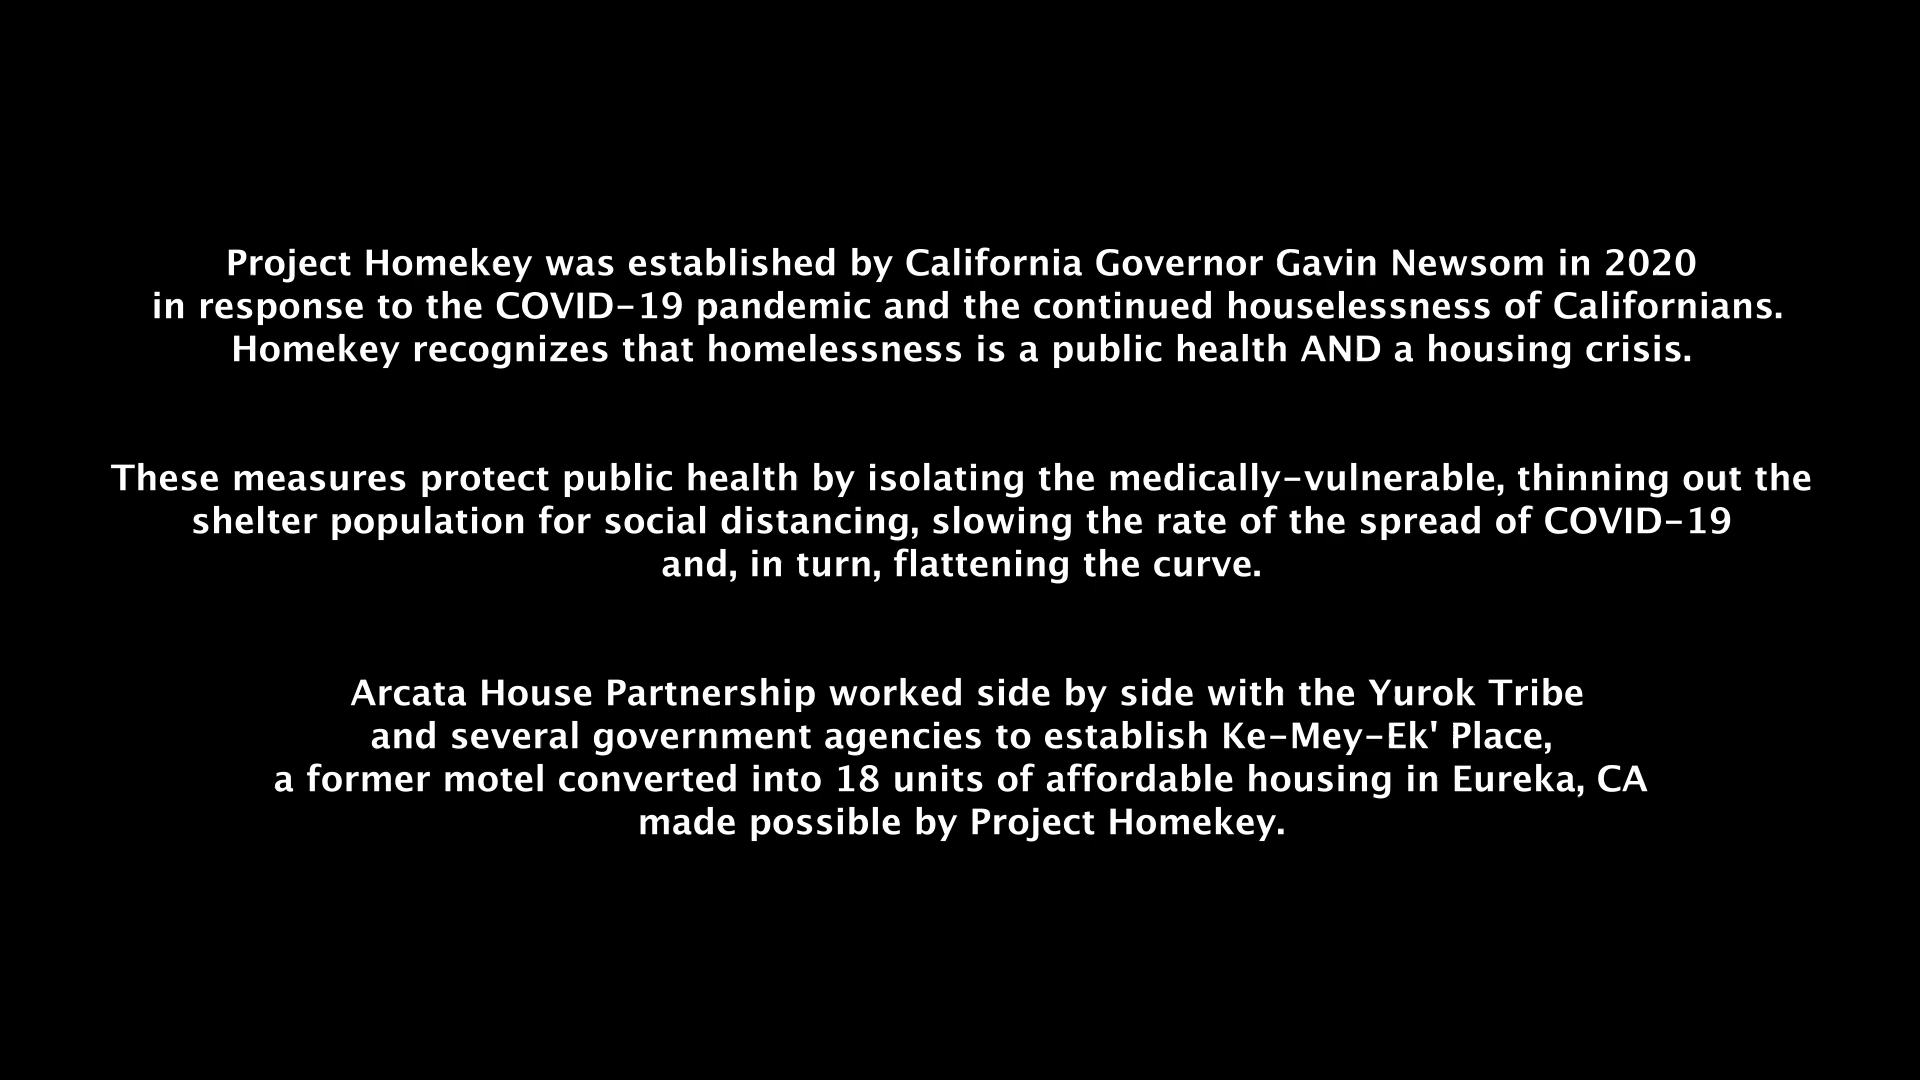 Project Homekey was established by California Governor Gavin Newsom in 2020
in response to the COVID-19 pandemic and the continued houselessness of Californians.
Homekey recognizes that homelessness is a public health AND a housing crisis.
These measures protect public health by isolating the medically-vulnerable, thinning out the
shelter population for social distancing, slowing the rate of the spread of COVID-19
and, in turn, flattening the curve.
Arcata House Partnership worked side by side with the Yurok Tribe
and several government agencies to establish Ke-Mey-Ek' Place,
a former motel converted into 18 units of affordable housing in Eureka, CA
made possible by Project Homekey.